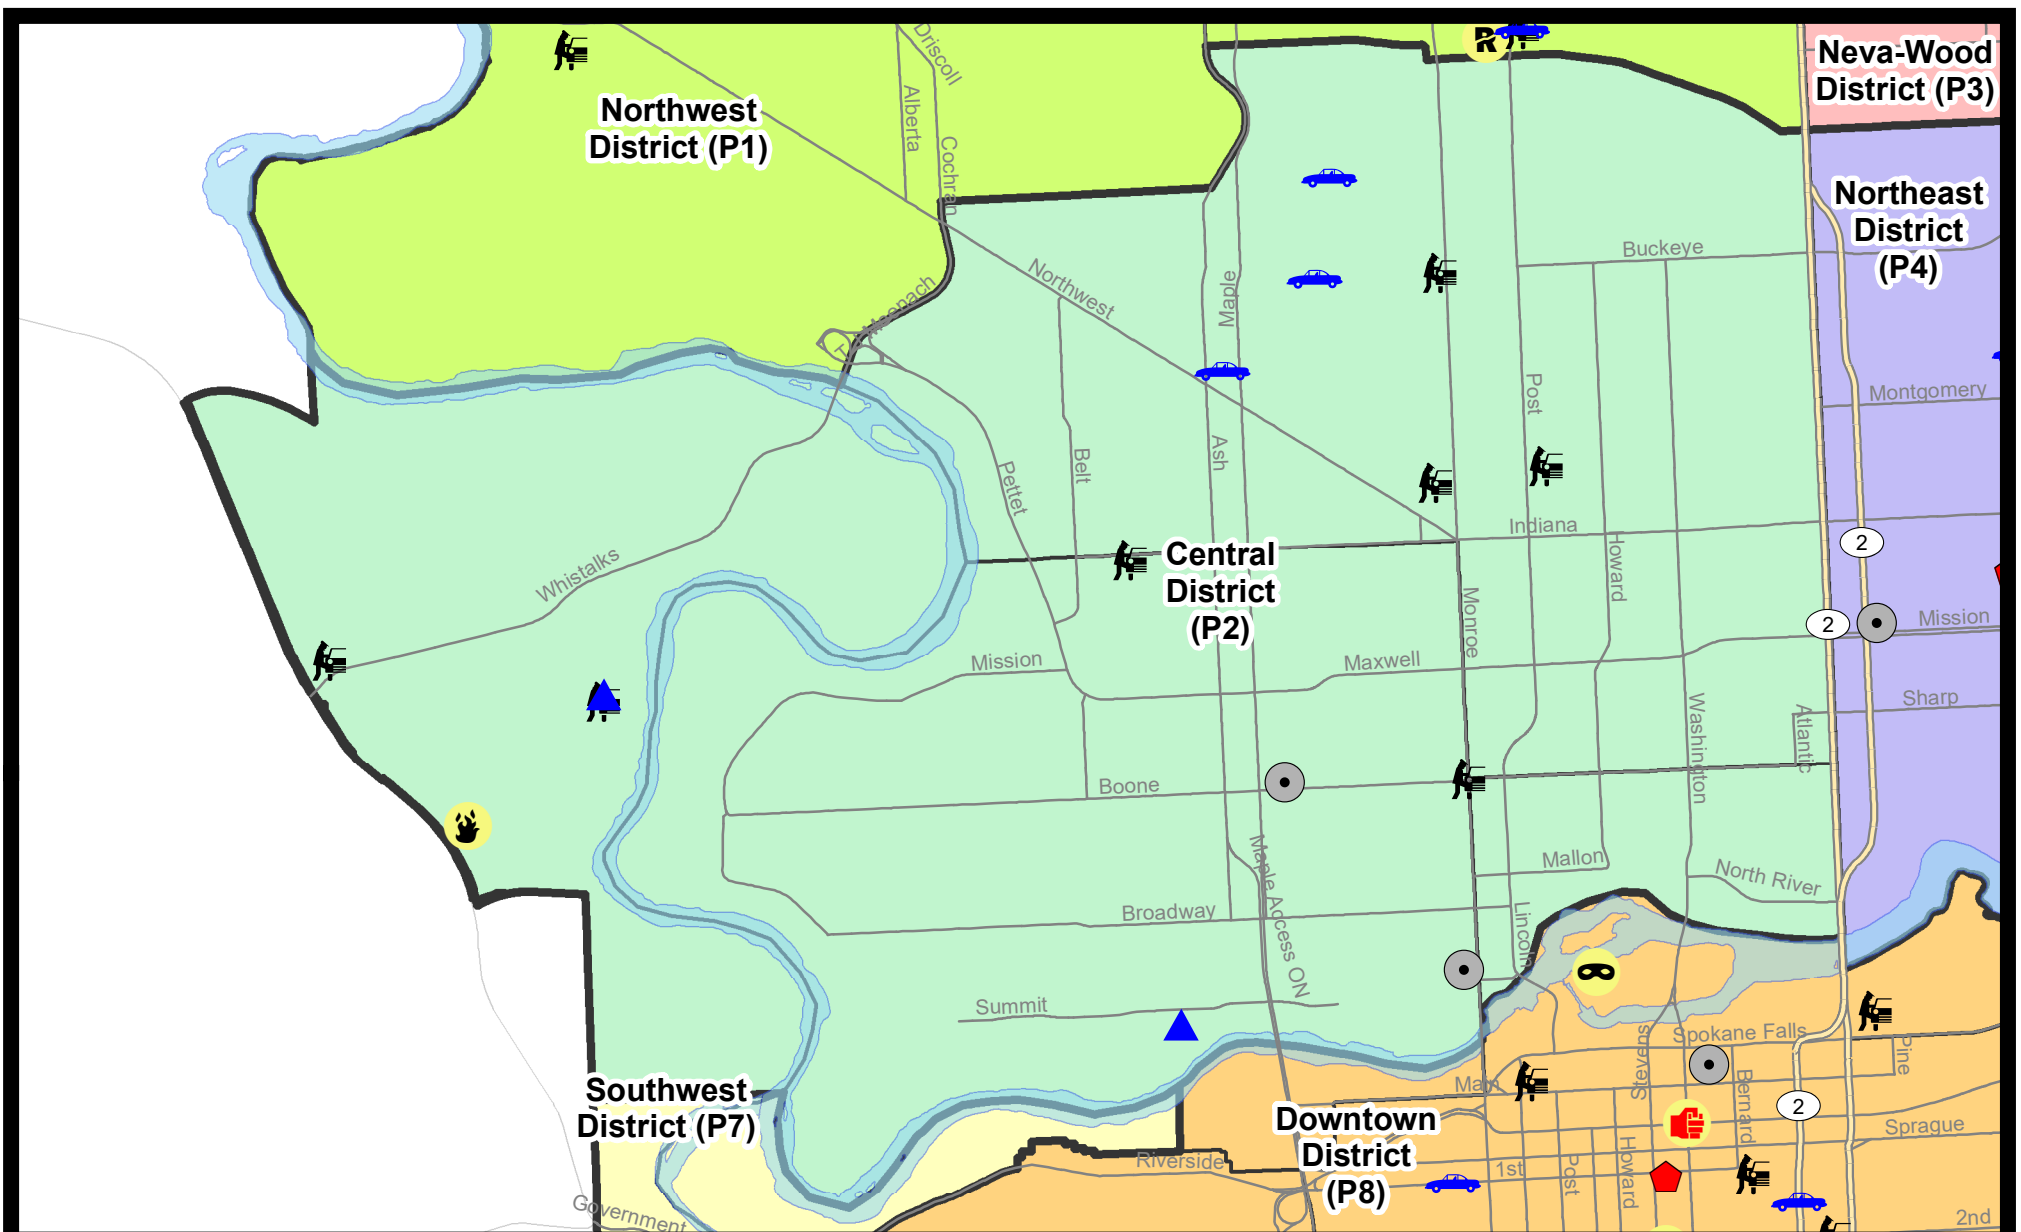 Driscoll
R
Neva-Wood
District (P3)
Northwest
District (P1)
Alberta
Cochran
Northeast
District
(P4)
Buckeye
Northwest
Maple
Montgomery
Post
Ash
Belt
Pettet
Indiana
2
Howard
Whistalks
Central
District
(P2)
Monroe
2
Mission
Mission
Maxwell
Sharp
Washington
Atlantic
Boone
Maple Access ON
Mallon
North River
Broadway
Lincoln
Summit
Spokane Falls
Stevens
Pine
Southwest
District (P7)
Main
Bernard
2
Downtown
District
(P8)
Sprague
Riverside
1st
Post
Howard
Government
2nd